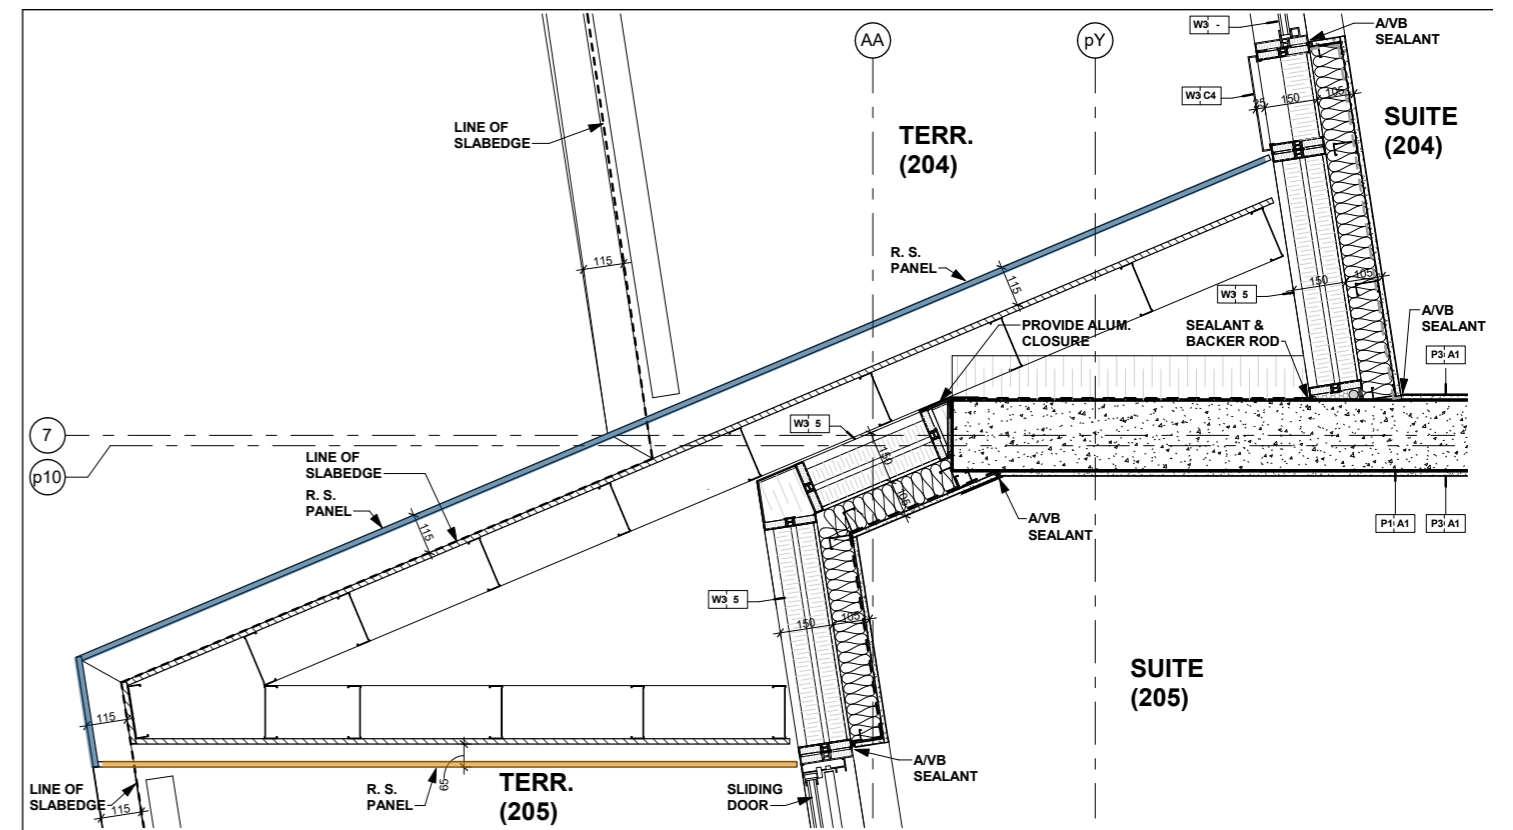 W3 -
A/VB
SEALANT
AA
pY
W3 C4
25
150
105
SUITE
(204)
LINE OF
SLABEDGE
TERR.
(204)
115
R. S.
PANEL
115
150
105
W3 5
PROVIDE ALUM.
CLOSURE
SEALANT &
BACKER ROD
A/VB
SEALANT
P3 A1
7
p10
W3 5
LINE OF
SLABEDGE
R. S.
PANEL
115
150
105
A/VB
SEALANT
P1 A1
P3 A1
W3 5
150
105
SUITE
(205)
115
A/VB
SEALANT
LINE OF
SLABEDGE
115
R. S.
PANEL
65
TERR.
(205)
SLIDING
DOOR